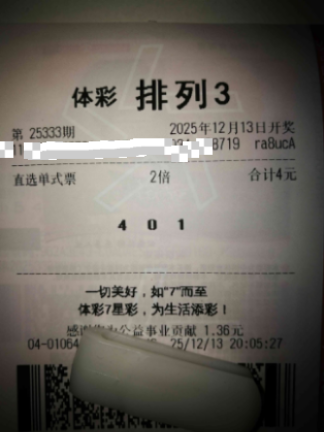 体彩 排列3
第 25333期 2025年12月13日开奖
8719 ra8ucA
直选单式票 2倍 合计4元
4 0 1
一切美好，如"7"而至
体彩7星彩，为生活添彩！
感谢您为公益事业贡献 1.36元
04-01064 25/12/13 20:05:27